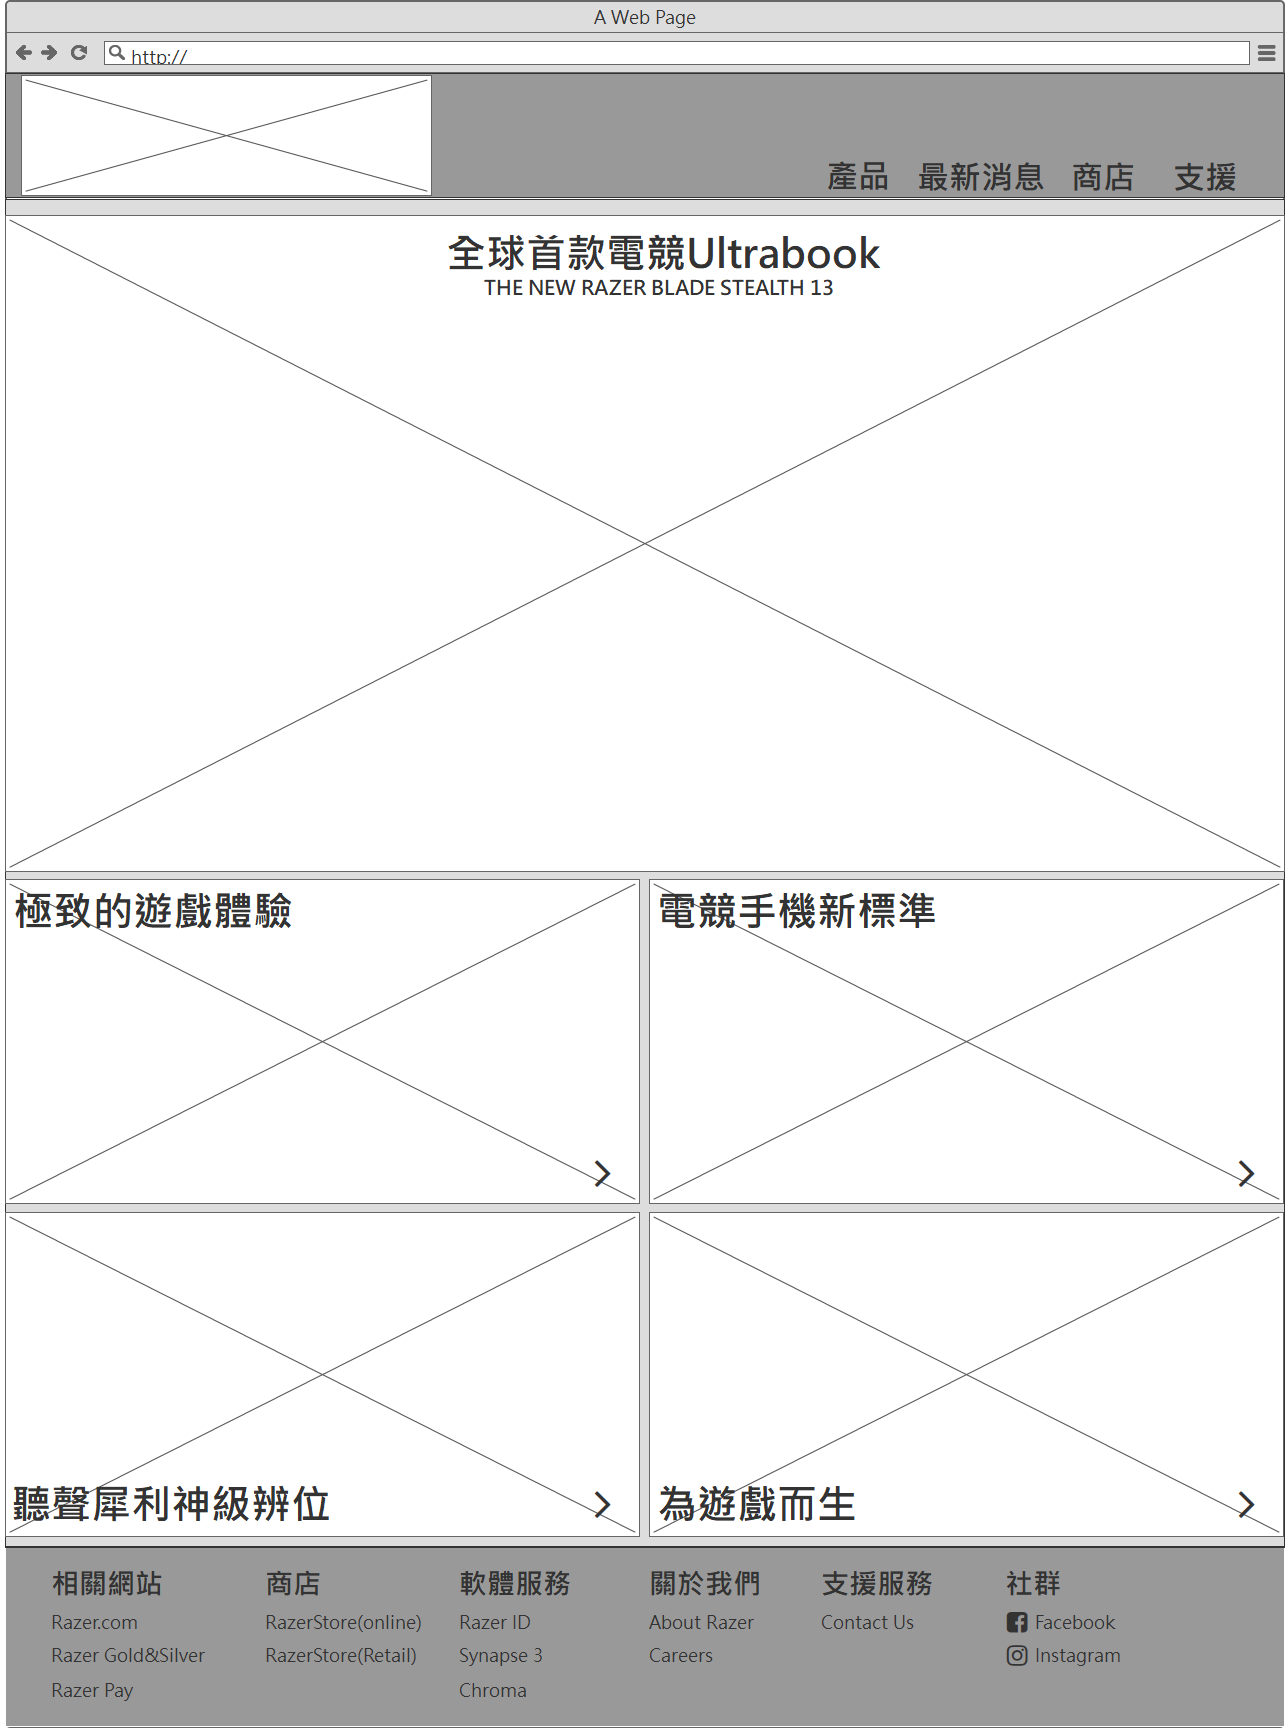 A Web Page
http://
產品 最新消息 商店 支援
全球首款電競Ultrabook
THE NEW RAZER BLADE STEALTH 13
極致的遊戲體驗
電競手機新標準
聽聲犀利神級辨位
為遊戲而生
相關網站
Razer.com
Razer Gold&Silver
Razer Pay
商店
RazerStore(online)
RazerStore(Retail)
軟體服務
Razer ID
Synapse 3
Chroma
關於我們
About Razer
Careers
支援服務
Contact Us
社群
Facebook
Instagram